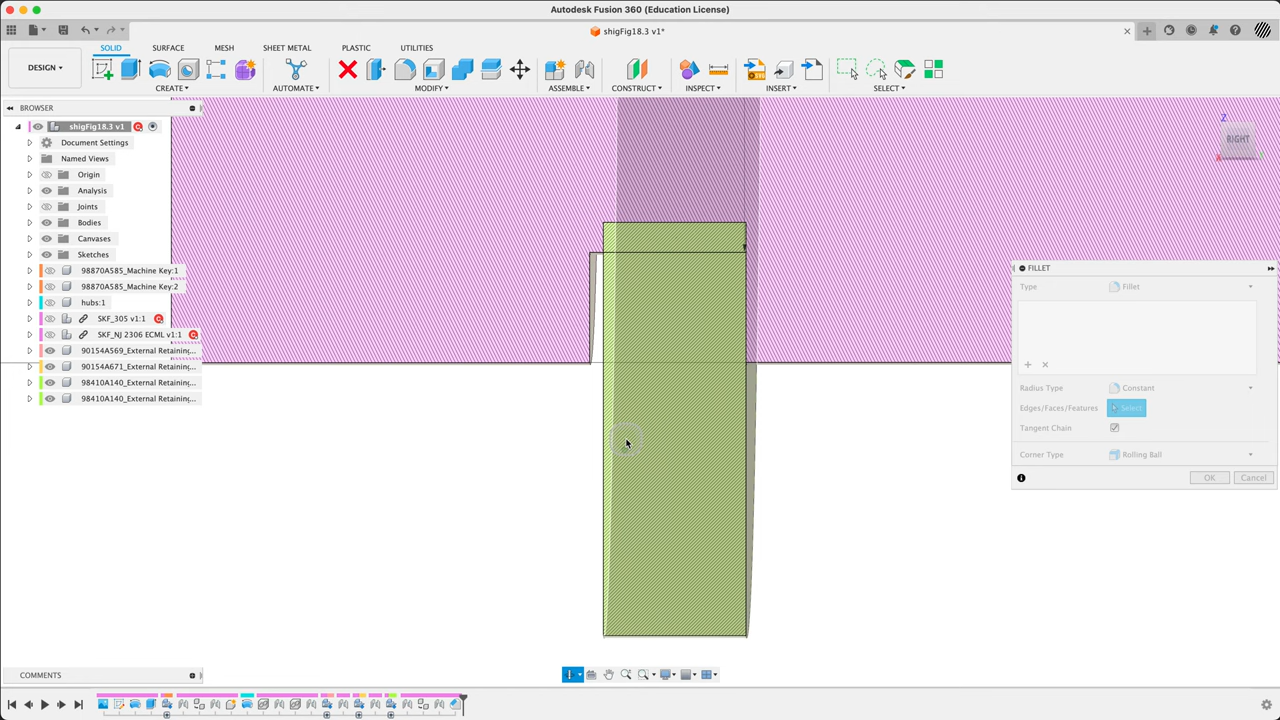 Autodesk Fusion 360 (Education License)
shigFig18.3 v1*
SOLID SURFACE MESH SHEET METAL PLASTIC UTILITIES
DESIGN
CREATE AUTOMATE MODIFY ASSEMBLE CONSTRUCT INSPECT INSERT SELECT
BROWSER
shigFig18.3 v1
Document Settings
Named Views
Origin
Analysis
Joints
Bodies
Canvases
Sketches
98870A585_Machine Key:1
98870A585_Machine Key:2
hubs:1
SKF_305 v1:1
SKF_NJ 2306 ECML v1:1
90154A569_External Retaining...
90154A671_External Retaining...
98410A140_External Retaining...
98410A140_External Retaining...
Z
RIGHT
X
FILLET
Type Fillet
Radius Type Constant
Edges/Faces/Features Select
Tangent Chain
Corner Type Rolling Ball
OK Cancel
COMMENTS